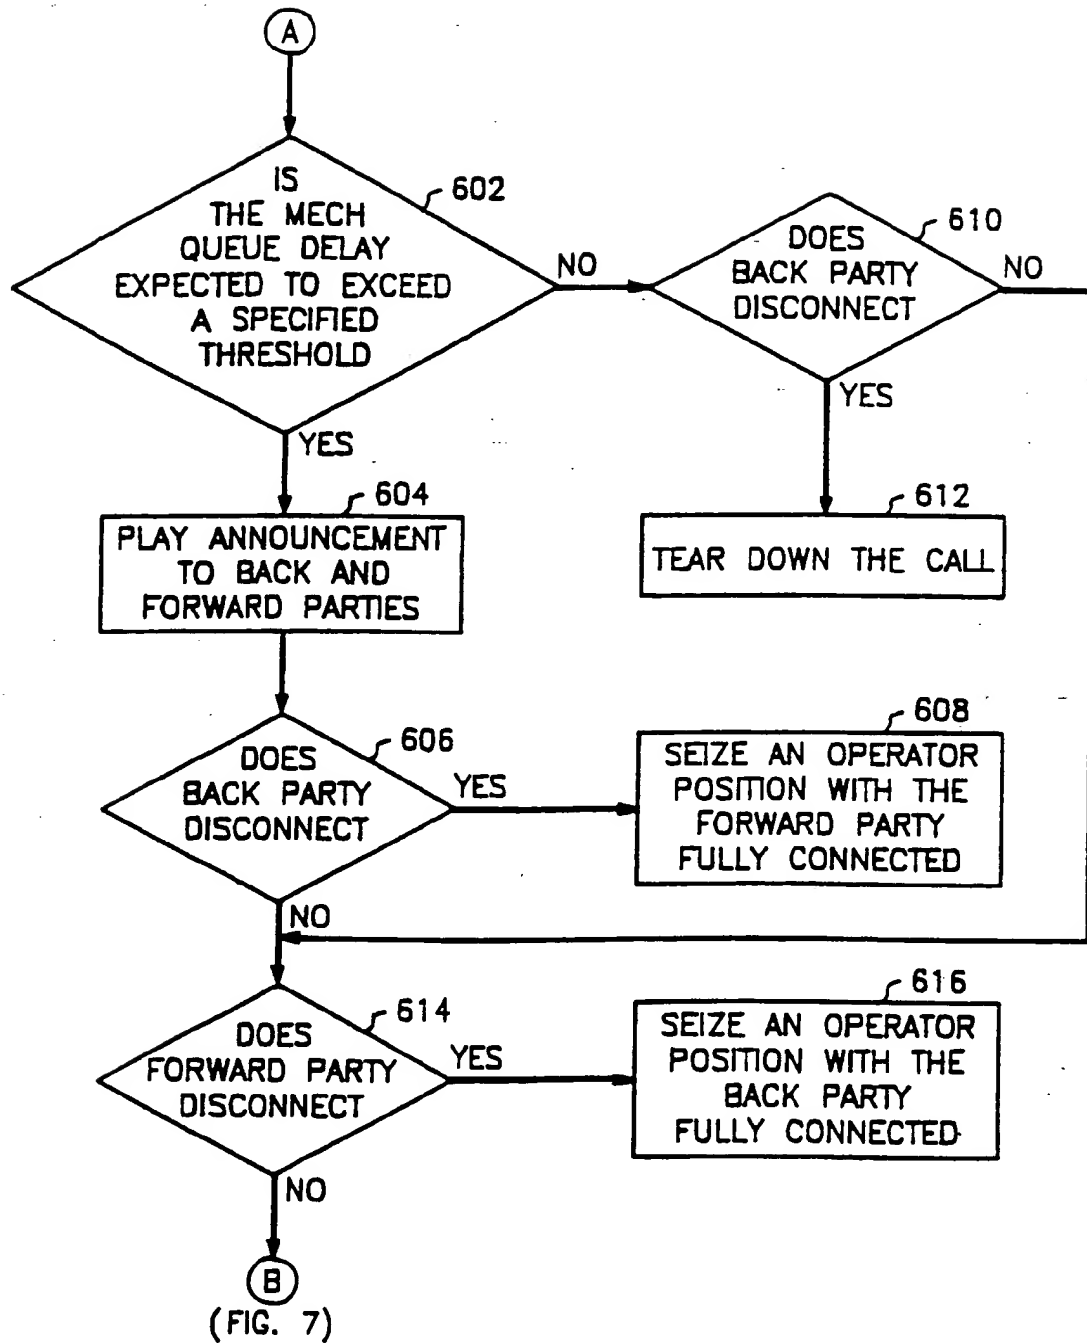 A
IS
THE MECH
QUEUE DELAY
EXPECTED TO EXCEED
A SPECIFIED
THRESHOLD
602
NO
DOES
BACK PARTY
DISCONNECT
610
NO
YES
YES
604
PLAY ANNOUNCEMENT
TO BACK AND
FORWARD PARTIES
612
TEAR DOWN THE CALL
606
DOES
BACK PARTY
DISCONNECT
YES
608
SEIZE AN OPERATOR
POSITION WITH THE
FORWARD PARTY
FULLY CONNECTED
NO
614
DOES
FORWARD PARTY
DISCONNECT
YES
616
SEIZE AN OPERATOR
POSITION WITH THE
BACK PARTY
FULLY CONNECTED
NO
B
(FIG. 7)